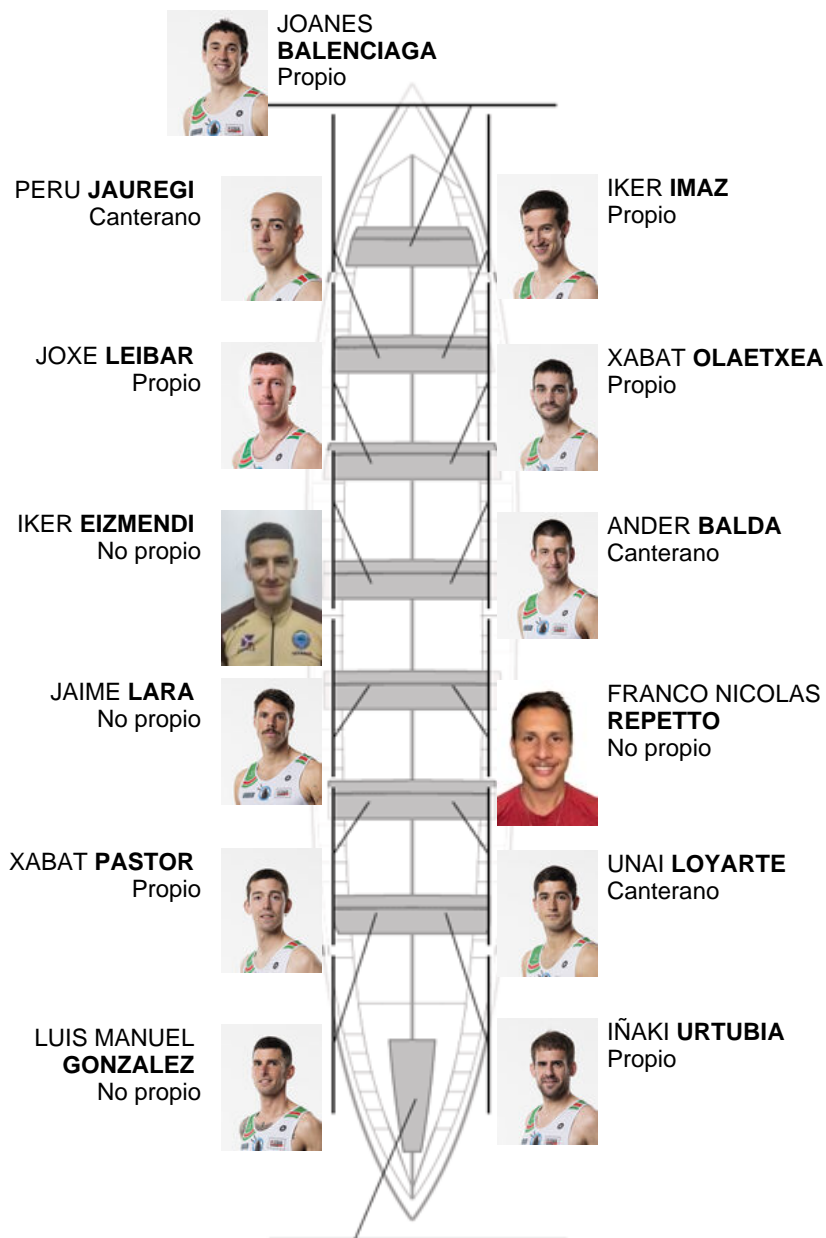 JOANES
BALENCIAGA
Propio
PERU JAUREGI
Canterano
IKER IMAZ
Propio
JOXE LEIBAR
Propio
XABAT OLAETXEA
Propio
IKER EIZMENDI
No propio
ANDER BALDA
Canterano
JAIME LARA
No propio
FRANCO NICOLAS
REPETTO
No propio
XABAT PASTOR
Propio
UNAI LOYARTE
Canterano
LUIS MANUEL
GONZALEZ
No propio
IÑAKI URTUBIA
Propio